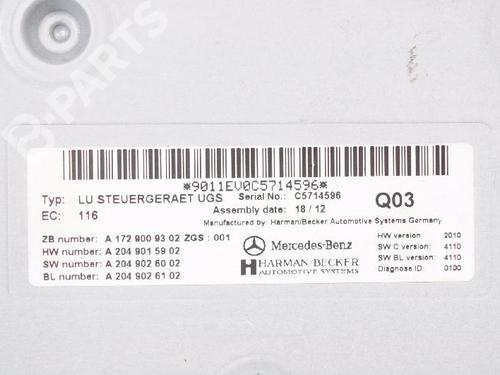 B-PARTS
*9011EV0C5714596*
Typ: LU STEUERGERAET UGS Serial No: C5714596 Q03
EC: 116 Assembly date: 18 / 12
Manufactured by: Harman/Becker Automotive Systems Germany
ZB number: A 172 900 93 02 ZGS : 001 Mercedes-Benz HW version: 2010
HW number: A 204 901 59 02 SW C version: 4110
SW number: A 204 902 60 02 HARMAN/BECKER SW BL version: 4110
BL number: A 204 902 61 02 AUTOMOTIVE SYSTEMS Diagnose ID: 0100